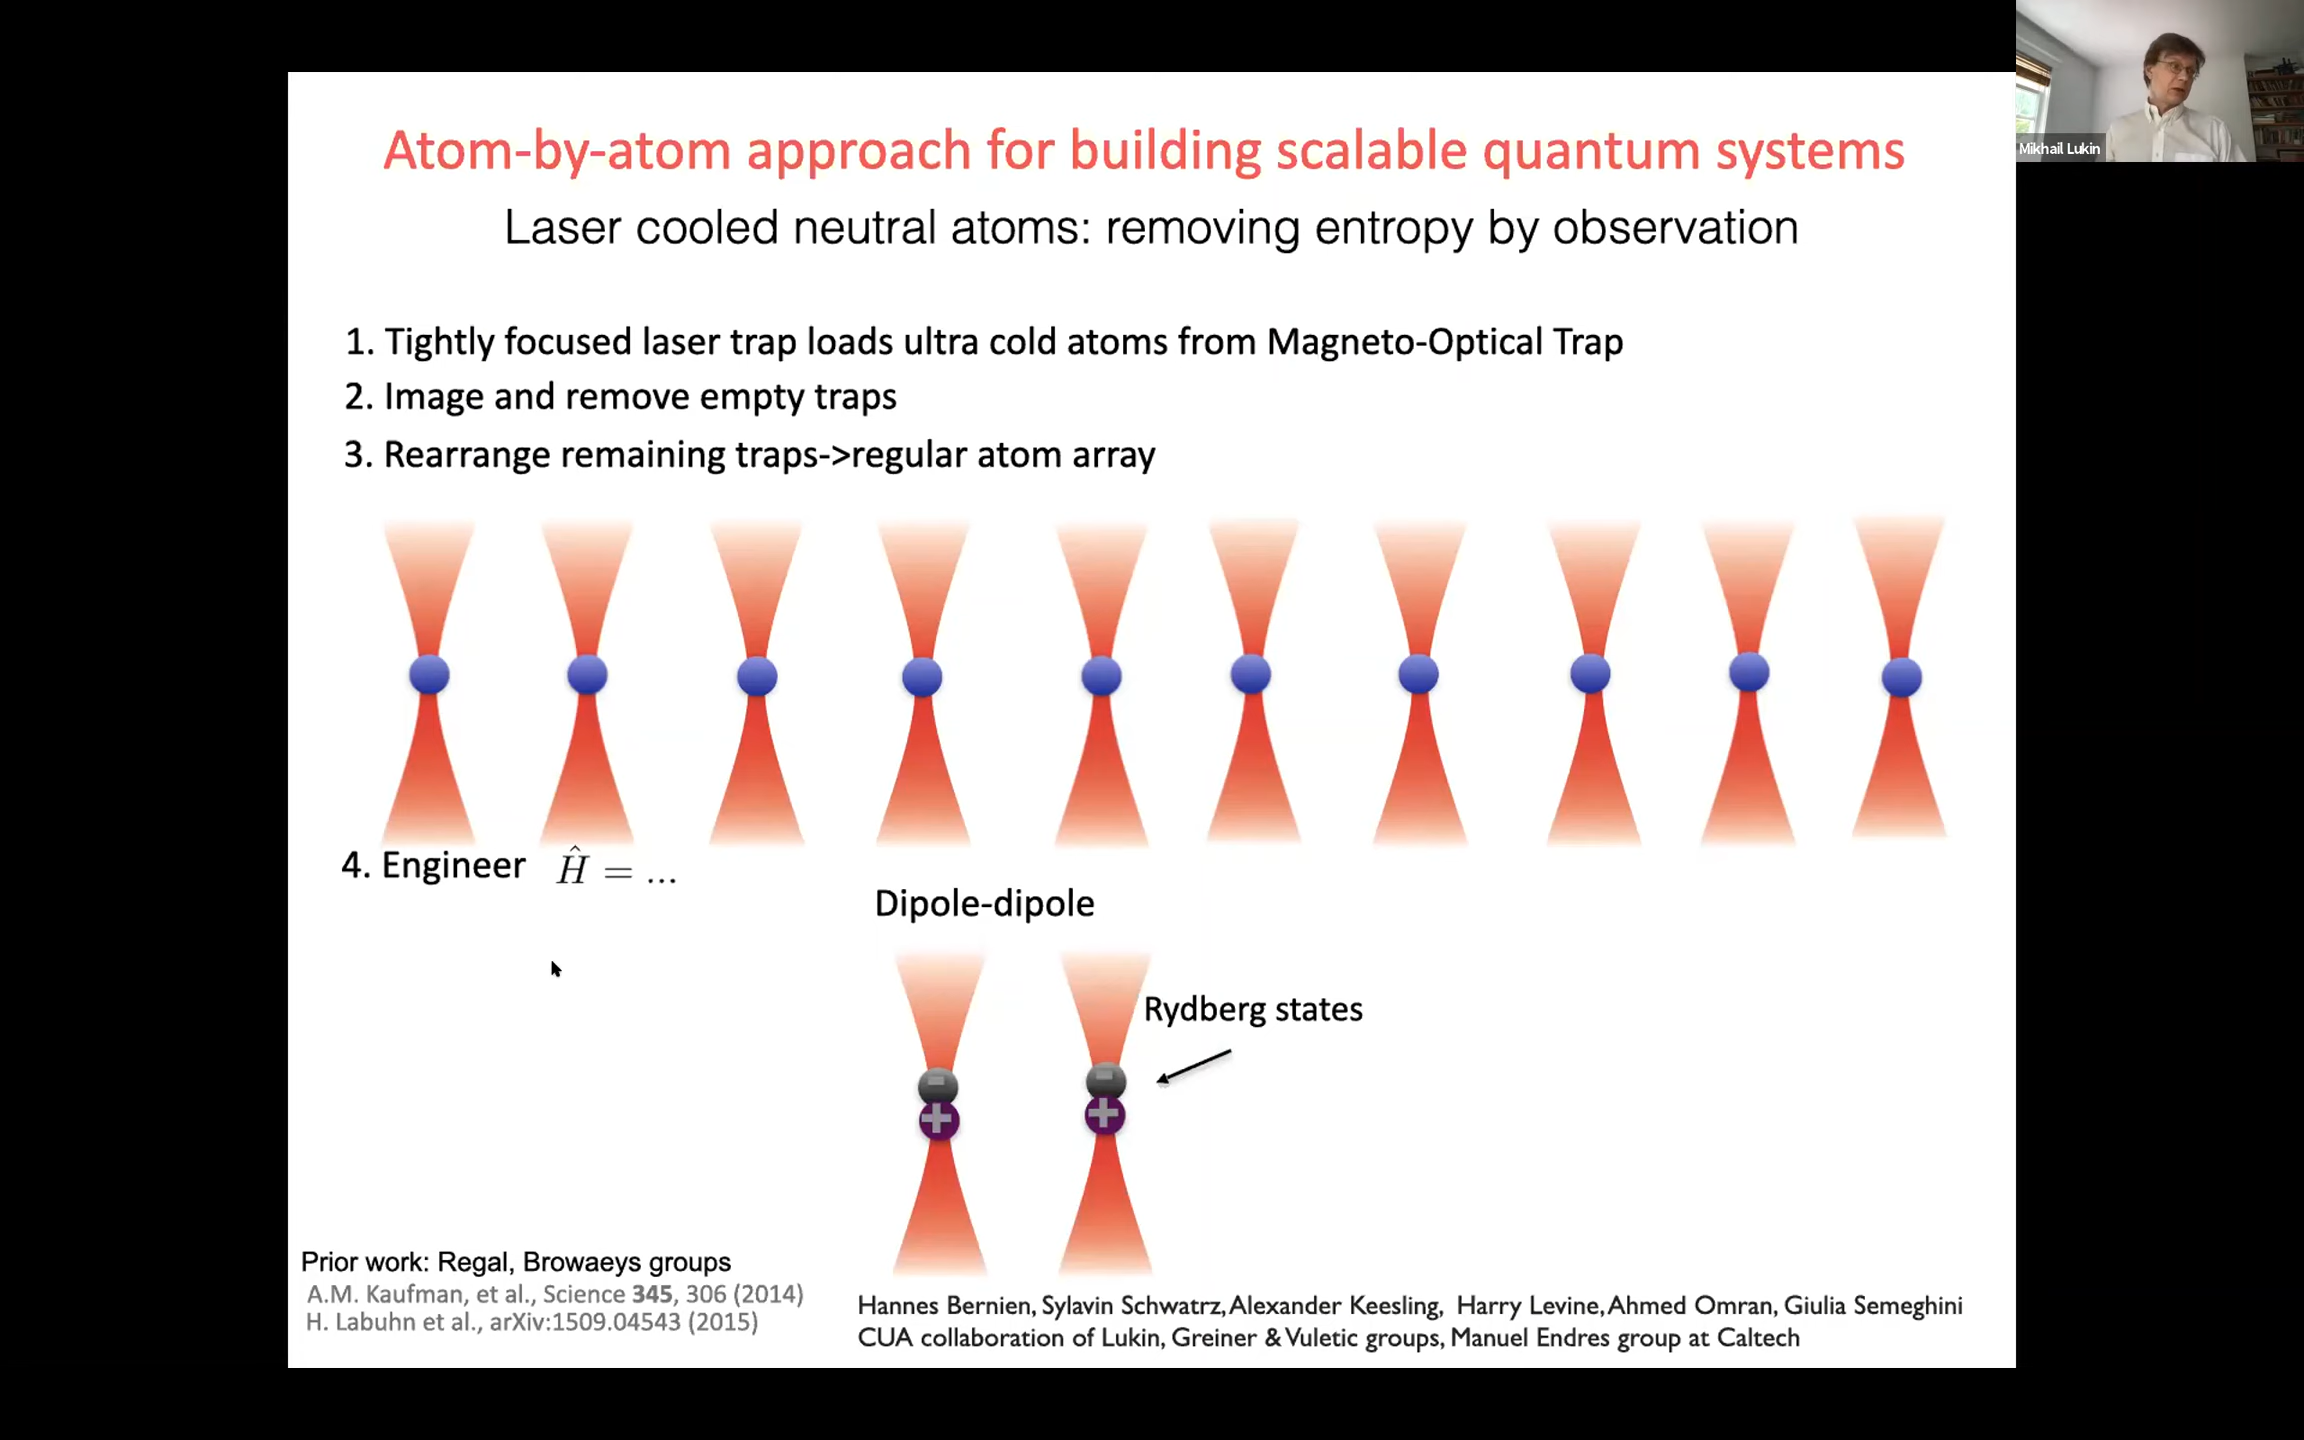 Mikhail Lukin
Atom-by-atom approach for building scalable quantum systems
Laser cooled neutral atoms: removing entropy by observation
1. Tightly focused laser trap loads ultra cold atoms from Magneto-Optical Trap
2. Image and remove empty traps
3. Rearrange remaining traps->regular atom array
4. Engineer Ĥ = ...
Dipole-dipole
Rydberg states
- -
+ +
Prior work: Regal, Browaeys groups
A.M. Kaufman, et al., Science 345, 306 (2014)
H. Labuhn et al., arXiv:1509.04543 (2015)
Hannes Bernien, Sylavin Schwatrz, Alexander Keesling, Harry Levine, Ahmed Omran, Giulia Semeghini
CUA collaboration of Lukin, Greiner & Vuletic groups, Manuel Endres group at Caltech